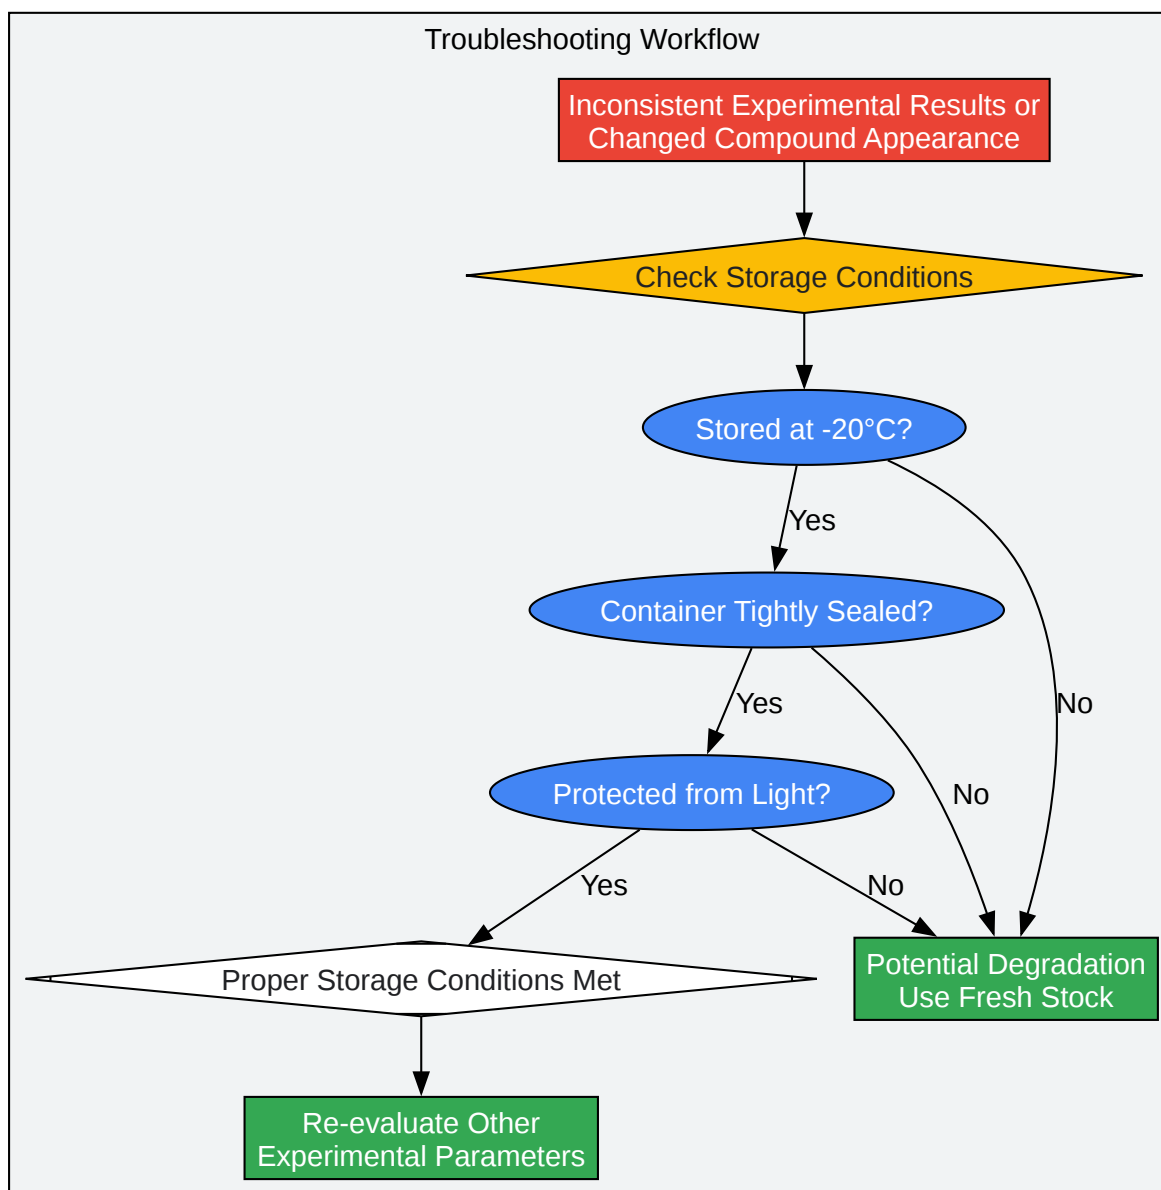 Troubleshooting Workflow
Inconsistent Experimental Results or
Changed Compound Appearance
Check Storage Conditions
Stored at -20°C?
Yes
Container Tightly Sealed?
Yes
No
Protected from Light?
No
Yes
No
Proper Storage Conditions Met
Potential Degradation
Use Fresh Stock
Re-evaluate Other
Experimental Parameters